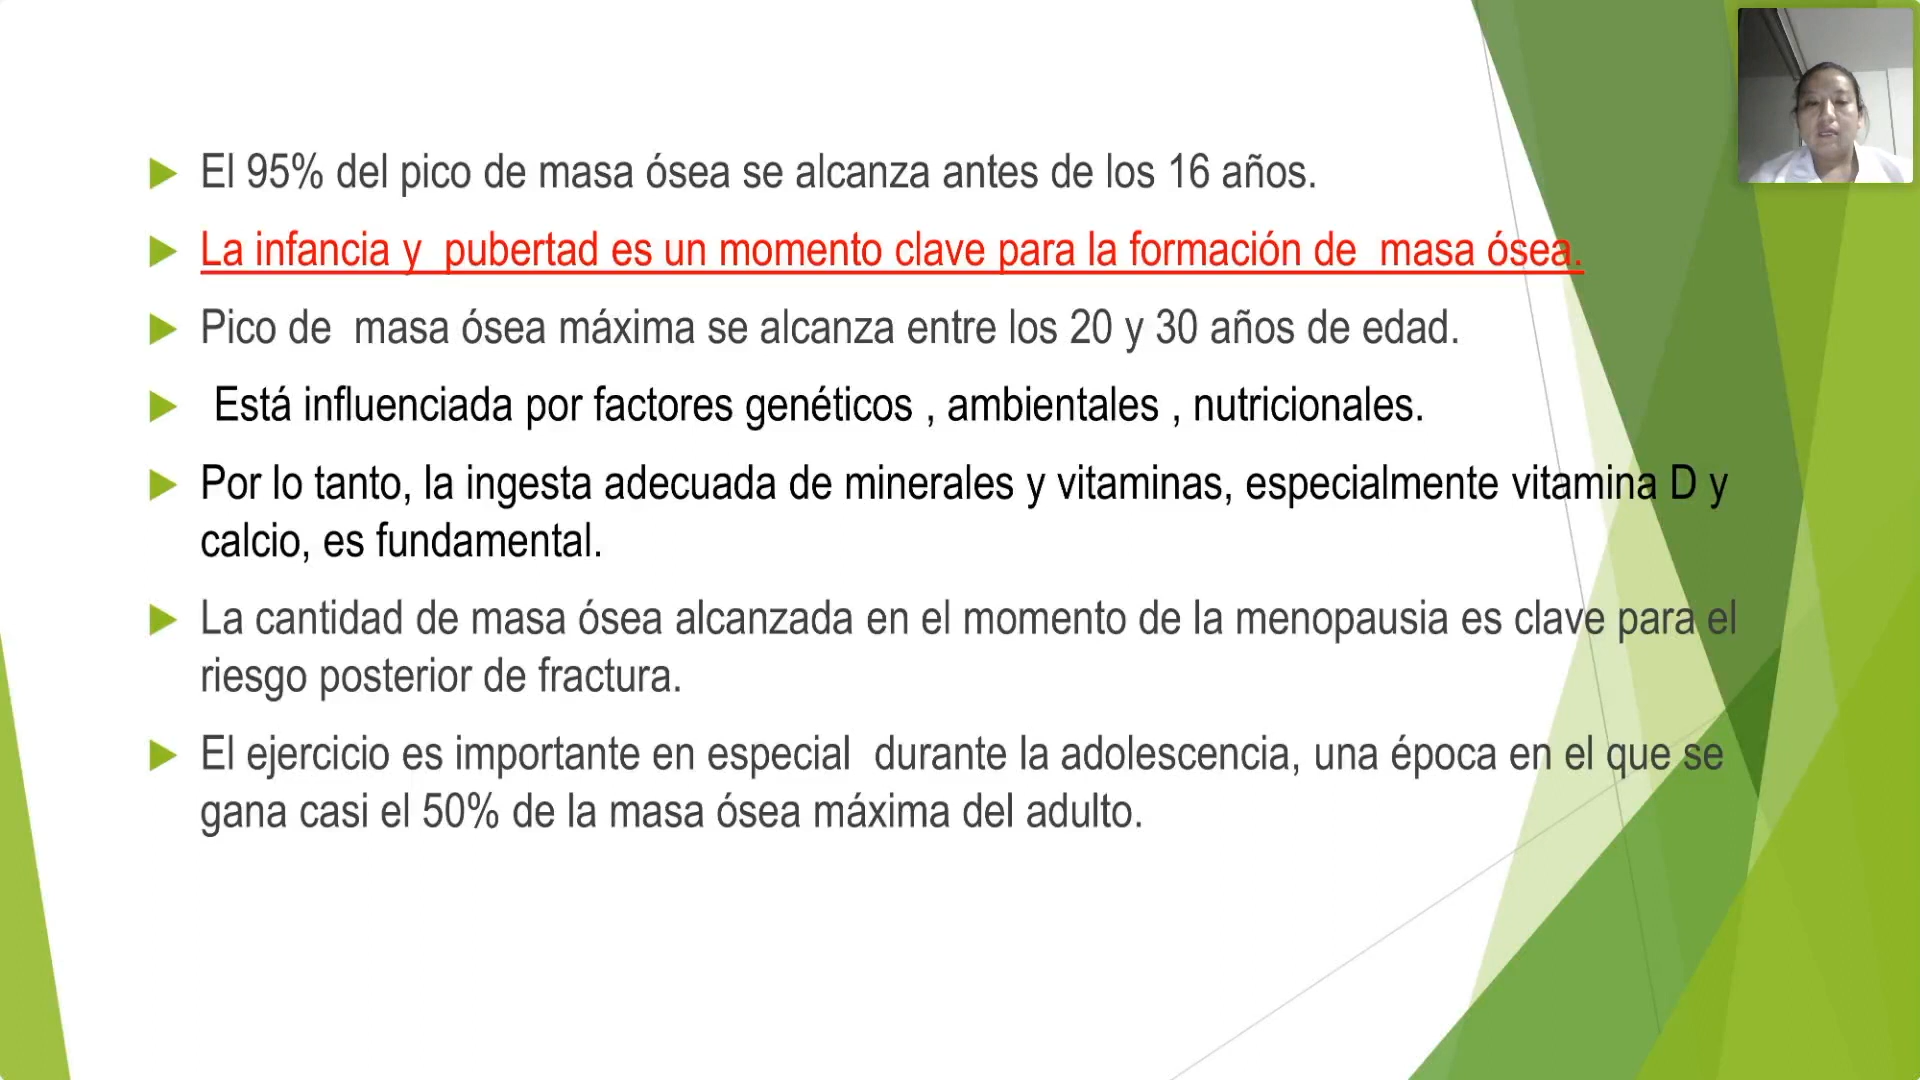 El 95% del pico de masa ósea se alcanza antes de los 16 años.
La infancia y pubertad es un momento clave para la formación de masa ósea.
Pico de masa ósea máxima se alcanza entre los 20 y 30 años de edad.
Está influenciada por factores genéticos , ambientales , nutricionales.
Por lo tanto, la ingesta adecuada de minerales y vitaminas, especialmente vitamina D y
calcio, es fundamental.
La cantidad de masa ósea alcanzada en el momento de la menopausia es clave para el
riesgo posterior de fractura.
El ejercicio es importante en especial durante la adolescencia, una época en el que se
gana casi el 50% de la masa ósea máxima del adulto.